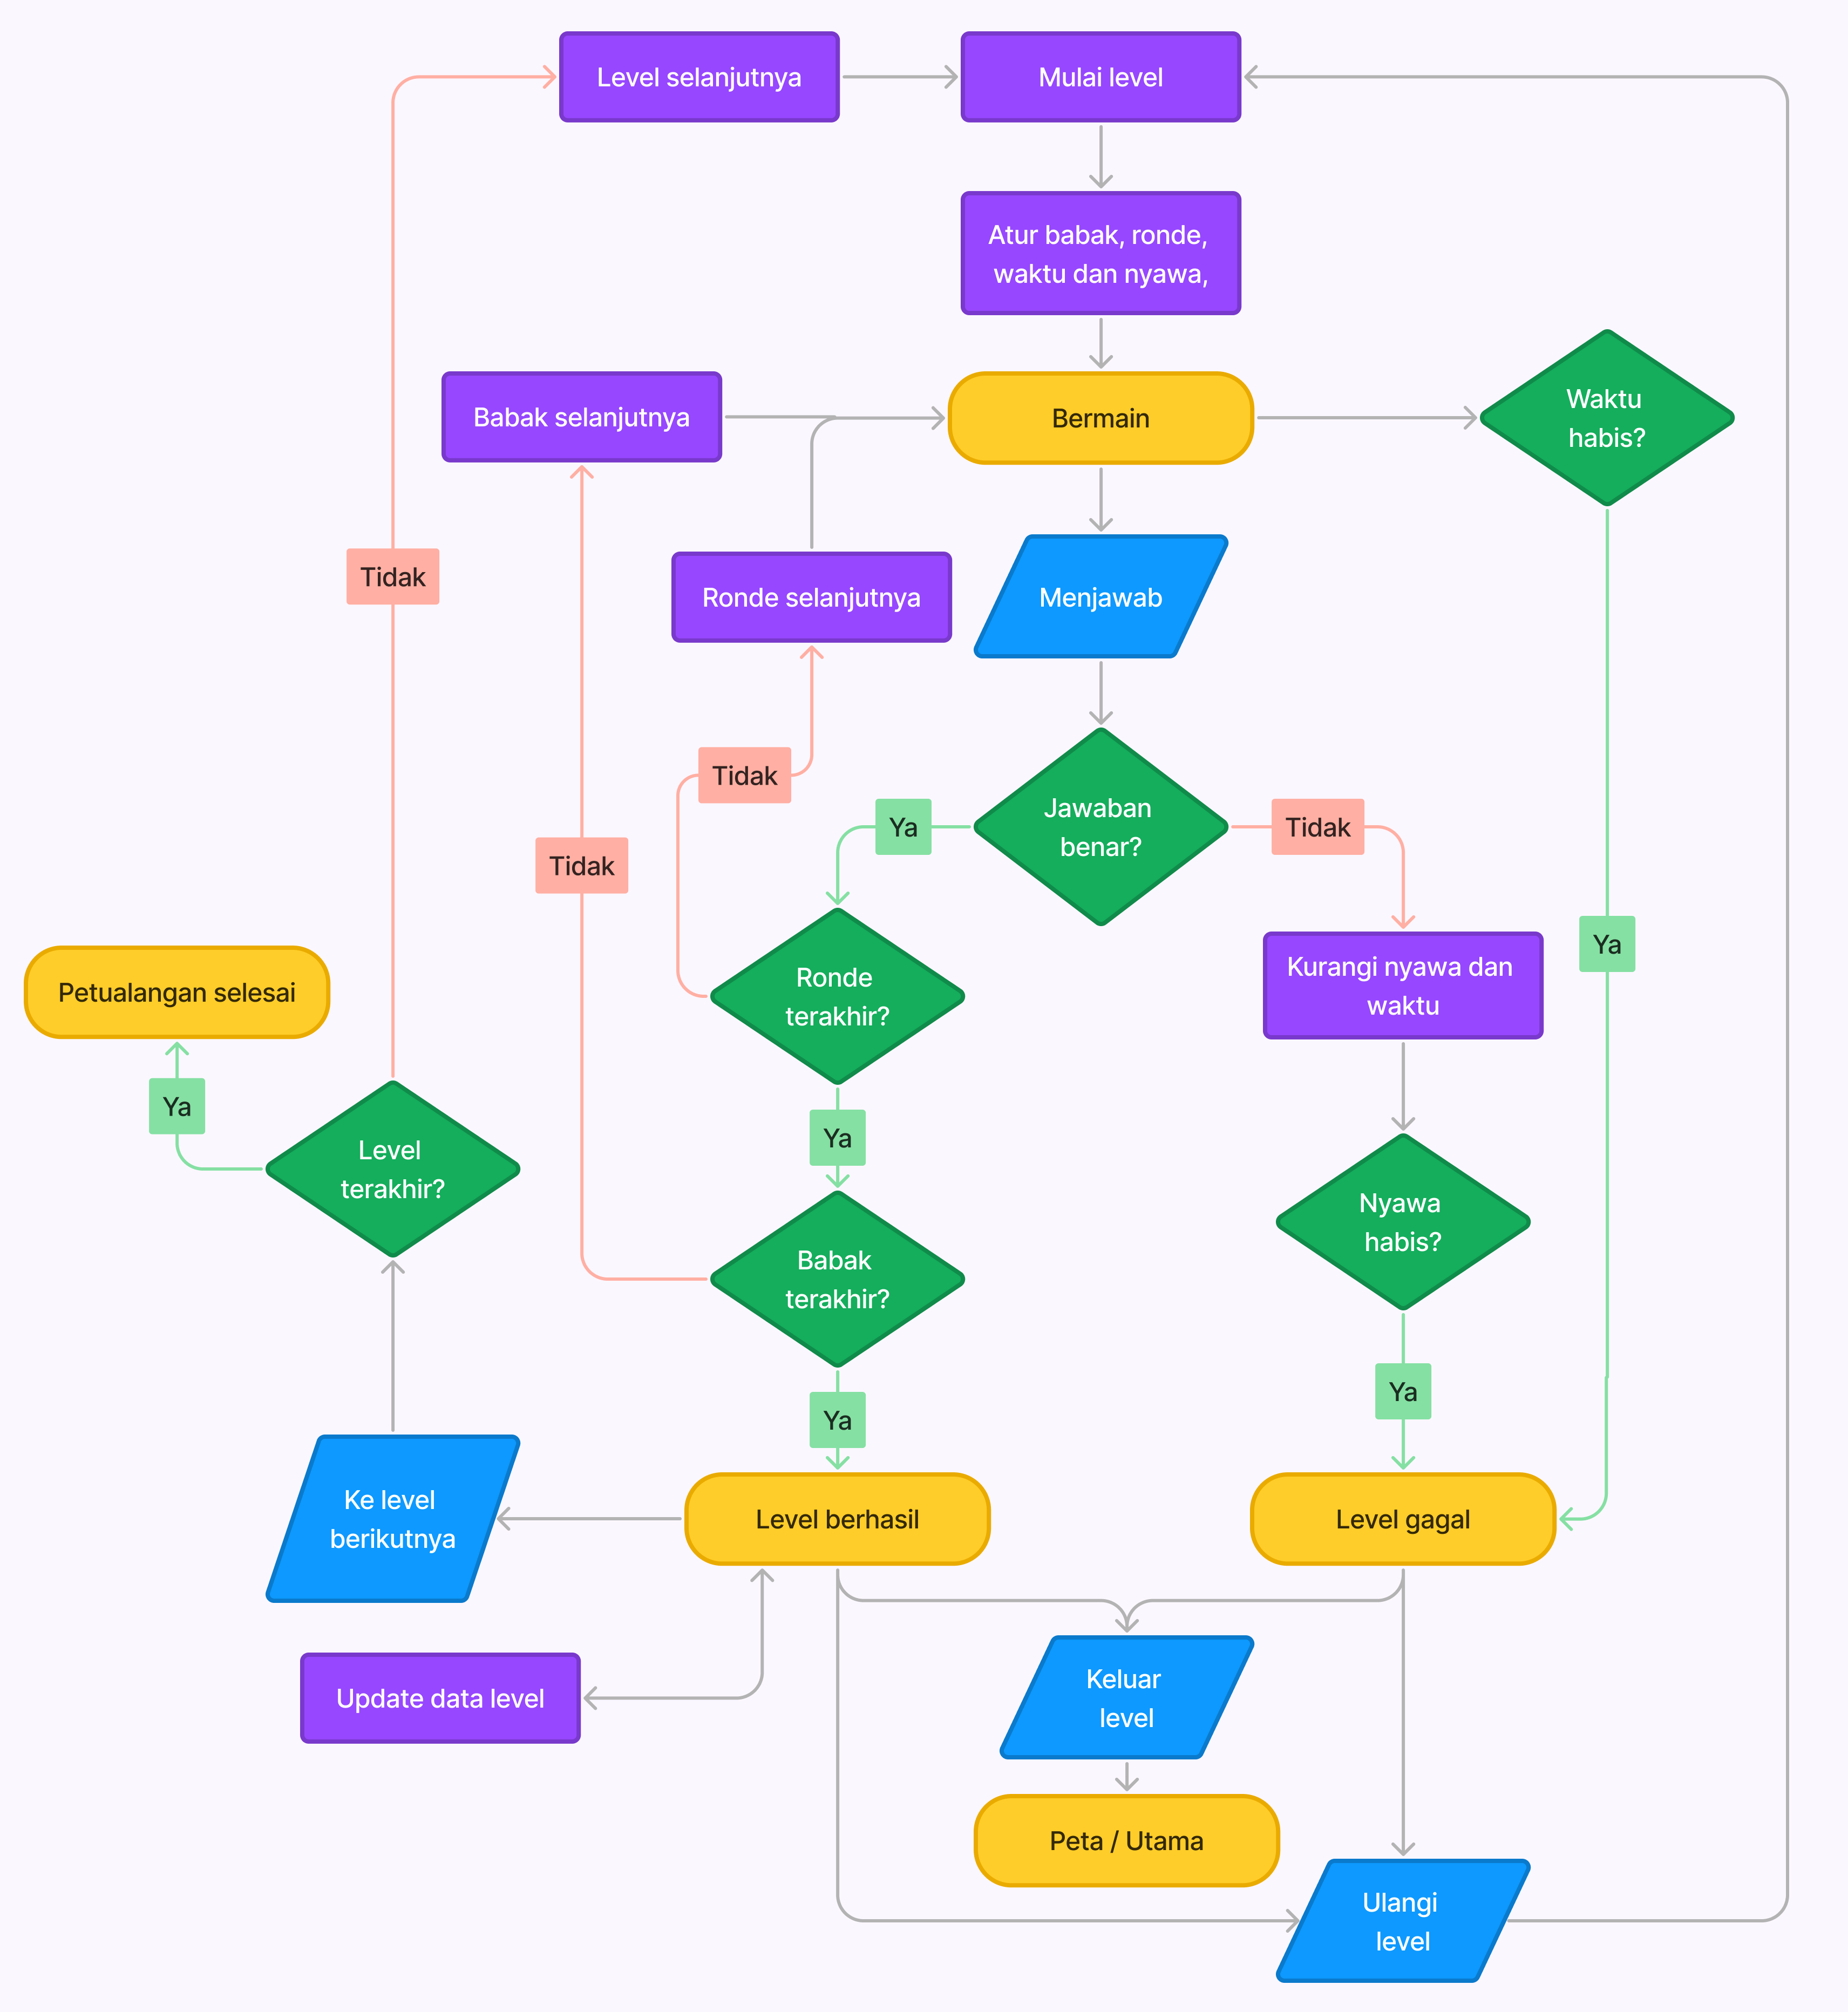 Level selanjutnya
Mulai level
Atur babak, ronde,
waktu dan nyawa,
Babak selanjutnya
Bermain
Waktu
habis?
Tidak
Ronde selanjutnya
Menjawab
Tidak
Jawaban
benar?
Ya
Tidak
Tidak
Ya
Kurangi nyawa dan
waktu
Ronde
terakhir?
Petualangan selesai
Ya
Ya
Level
terakhir?
Nyawa
habis?
Babak
terakhir?
Ya
Ya
Ke level
berikutnya
Level berhasil
Level gagal
Update data level
Keluar
level
Peta / Utama
Ulangi
level